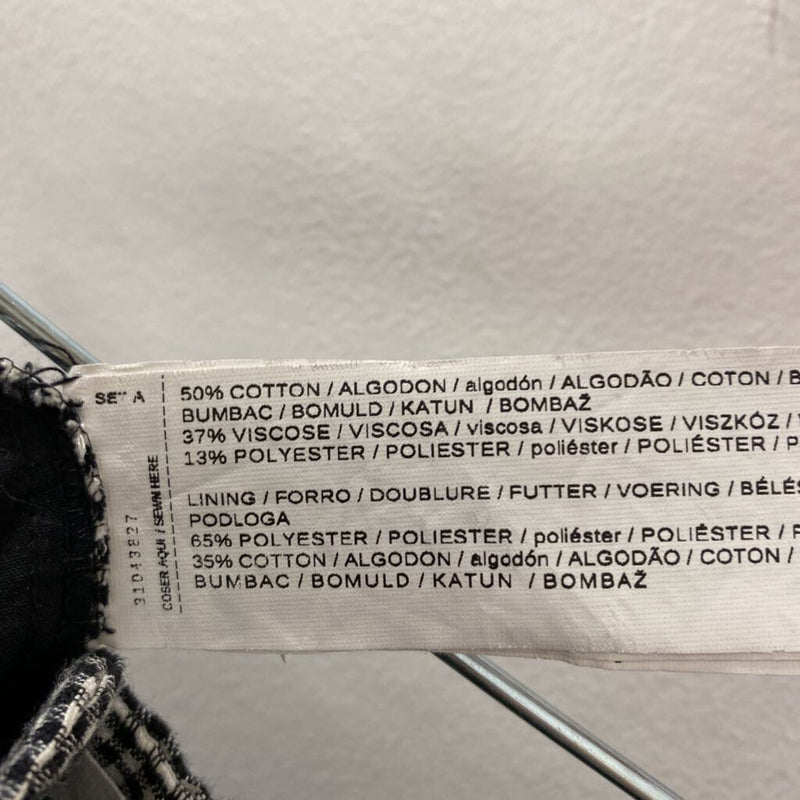 SET A
50% COTTON / ALGODON / algodón / ALGODÃO / COTON /
BUMBAC / BOMULD / KATUN / BOMBAŽ
37% VISCOSE / VISCOSA / viscosa / VISKOSE / VISZKÓZ /
13% POLYESTER / POLIESTER / poliéster / POLIÉSTER /
LINING / FORRO / DOUBLURE / FUTTER / VOERING /
PODLOGA
65% POLYESTER / POLIESTER / poliéster / POLIÉSTER /
35% COTTON / ALGODON / algodón / ALGODÃO / COTON /
BUMBAC / BOMULD / KATUN / BOMBAŽ
COSER AQUI / SEWN HERE
31043827